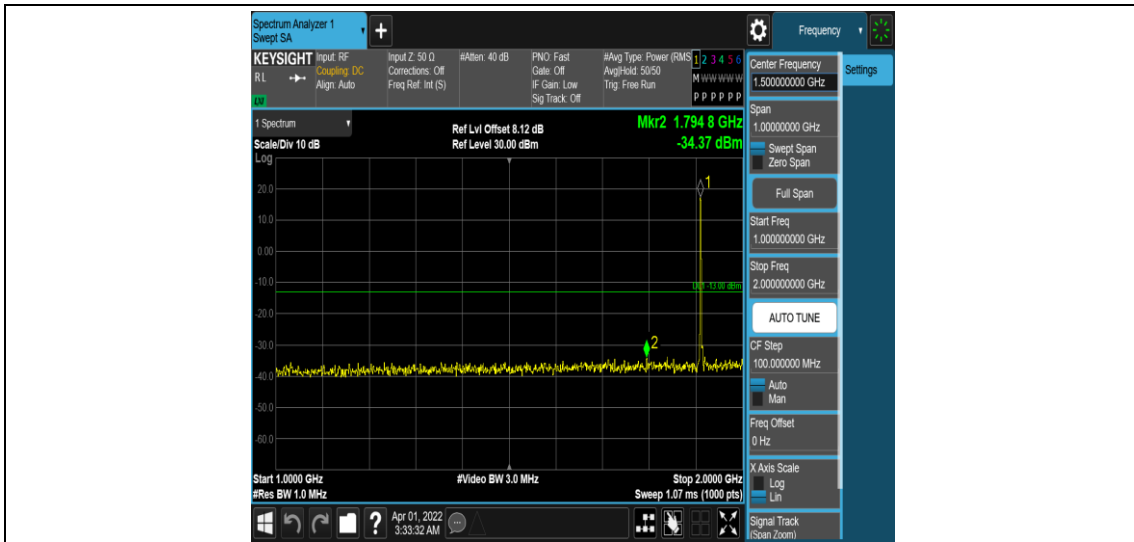 Spectrum Analyzer 1
Swept SA
+
Frequency
KEYSIGHT
RL
LXI
Input: RF
Coupling: DC
Align: Auto
Input Z: 50 Ω
Corrections: Off
Freq Ref: Int (S)
#Atten: 40 dB
PNO: Fast
Gate: Off
IF Gain: Low
Sig Track: Off
#Avg Type: Power (RMS
Avg|Hold: 50/50
Trig: Free Run
1 2 3 4 5 6
M W W W W W
P P P P P P
1 Spectrum
Scale/Div 10 dB
Log
Ref Lvl Offset 8.12 dB
Ref Level 30.00 dBm
Mkr2 1.794 8 GHz
-34.37 dBm
20.0
10.0
0.00
-10.0
-20.0
-30.0
-40.0
-50.0
-60.0
1
DL1 -13.00 dBm
2
Start 1.0000 GHz
#Res BW 1.0 MHz
#Video BW 3.0 MHz
Stop 2.0000 GHz
Sweep 1.07 ms (1000 pts)
Center Frequency
1.500000000 GHz
Settings
Span
1.00000000 GHz
Swept Span
Zero Span
Full Span
Start Freq
1.000000000 GHz
Stop Freq
2.000000000 GHz
AUTO TUNE
CF Step
100.000000 MHz
Auto
Man
Freq Offset
0 Hz
X Axis Scale
Log
Lin
Signal Track
(Span Zoom)
?
Apr 01, 2022
3:33:32 AM